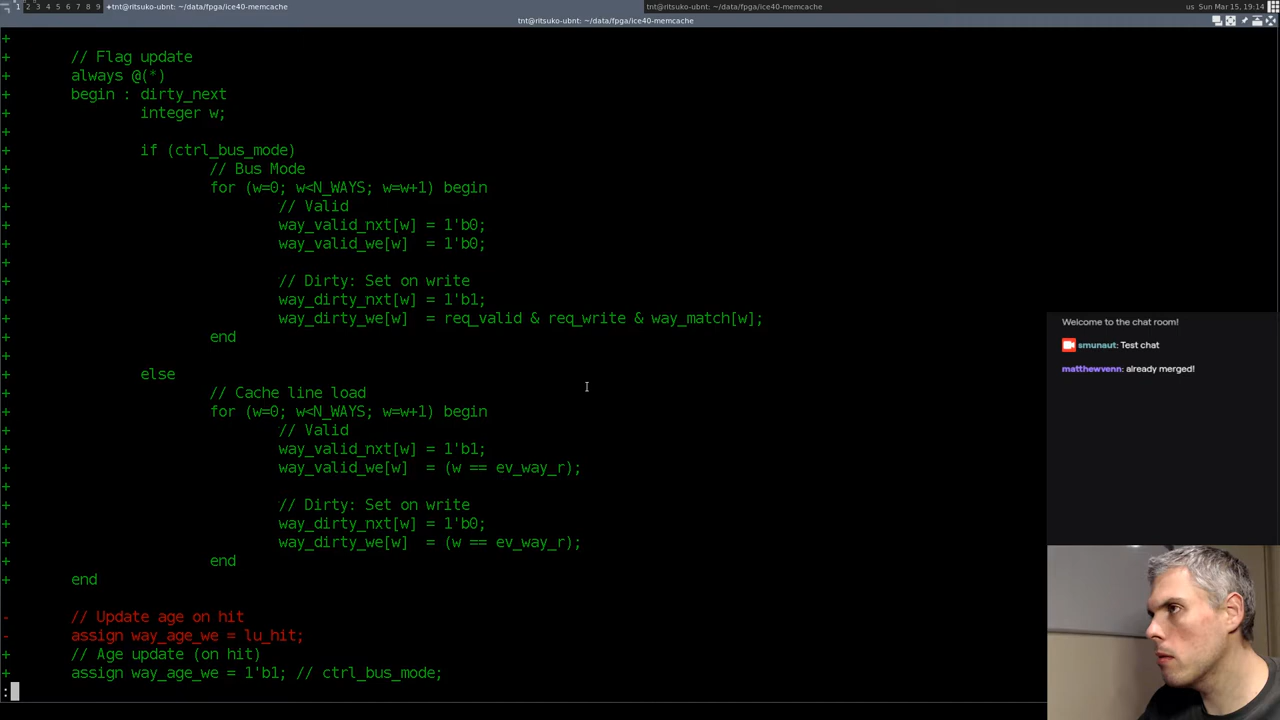 1 2 3 4 5 6 7 8 9 +tnt@ritsuko-ubnt: ~/data/fpga/ice40-memcache
tnt@ritsuko-ubnt: ~/data/fpga/ice40-memcache
us Sun Mar 15, 19:14
tnt@ritsuko-ubnt: ~/data/fpga/ice40-memcache
+
+ // Flag update
+ always @(*)
+ begin : dirty_next
+ integer w;
+
+ if (ctrl_bus_mode)
+ // Bus Mode
+ for (w=0; w<N_WAYS; w=w+1) begin
+ // Valid
+ way_valid_nxt[w] = 1'b0;
+ way_valid_we[w]  = 1'b0;
+
+ // Dirty: Set on write
+ way_dirty_nxt[w] = 1'b1;
+ way_dirty_we[w]  = req_valid & req_write & way_match[w];
+ end
+
+ else
+ // Cache line load
+ for (w=0; w<N_WAYS; w=w+1) begin
+ // Valid
+ way_valid_nxt[w] = 1'b1;
+ way_valid_we[w]  = (w == ev_way_r);
+
+ // Dirty: Set on write
+ way_dirty_nxt[w] = 1'b0;
+ way_dirty_we[w]  = (w == ev_way_r);
+ end
+ end

- // Update age on hit
- assign way_age_we = lu_hit;
+ // Age update (on hit)
+ assign way_age_we = 1'b1; // ctrl_bus_mode;
:
Welcome to the chat room!
smunaut: Test chat
matthewvenn: already merged!